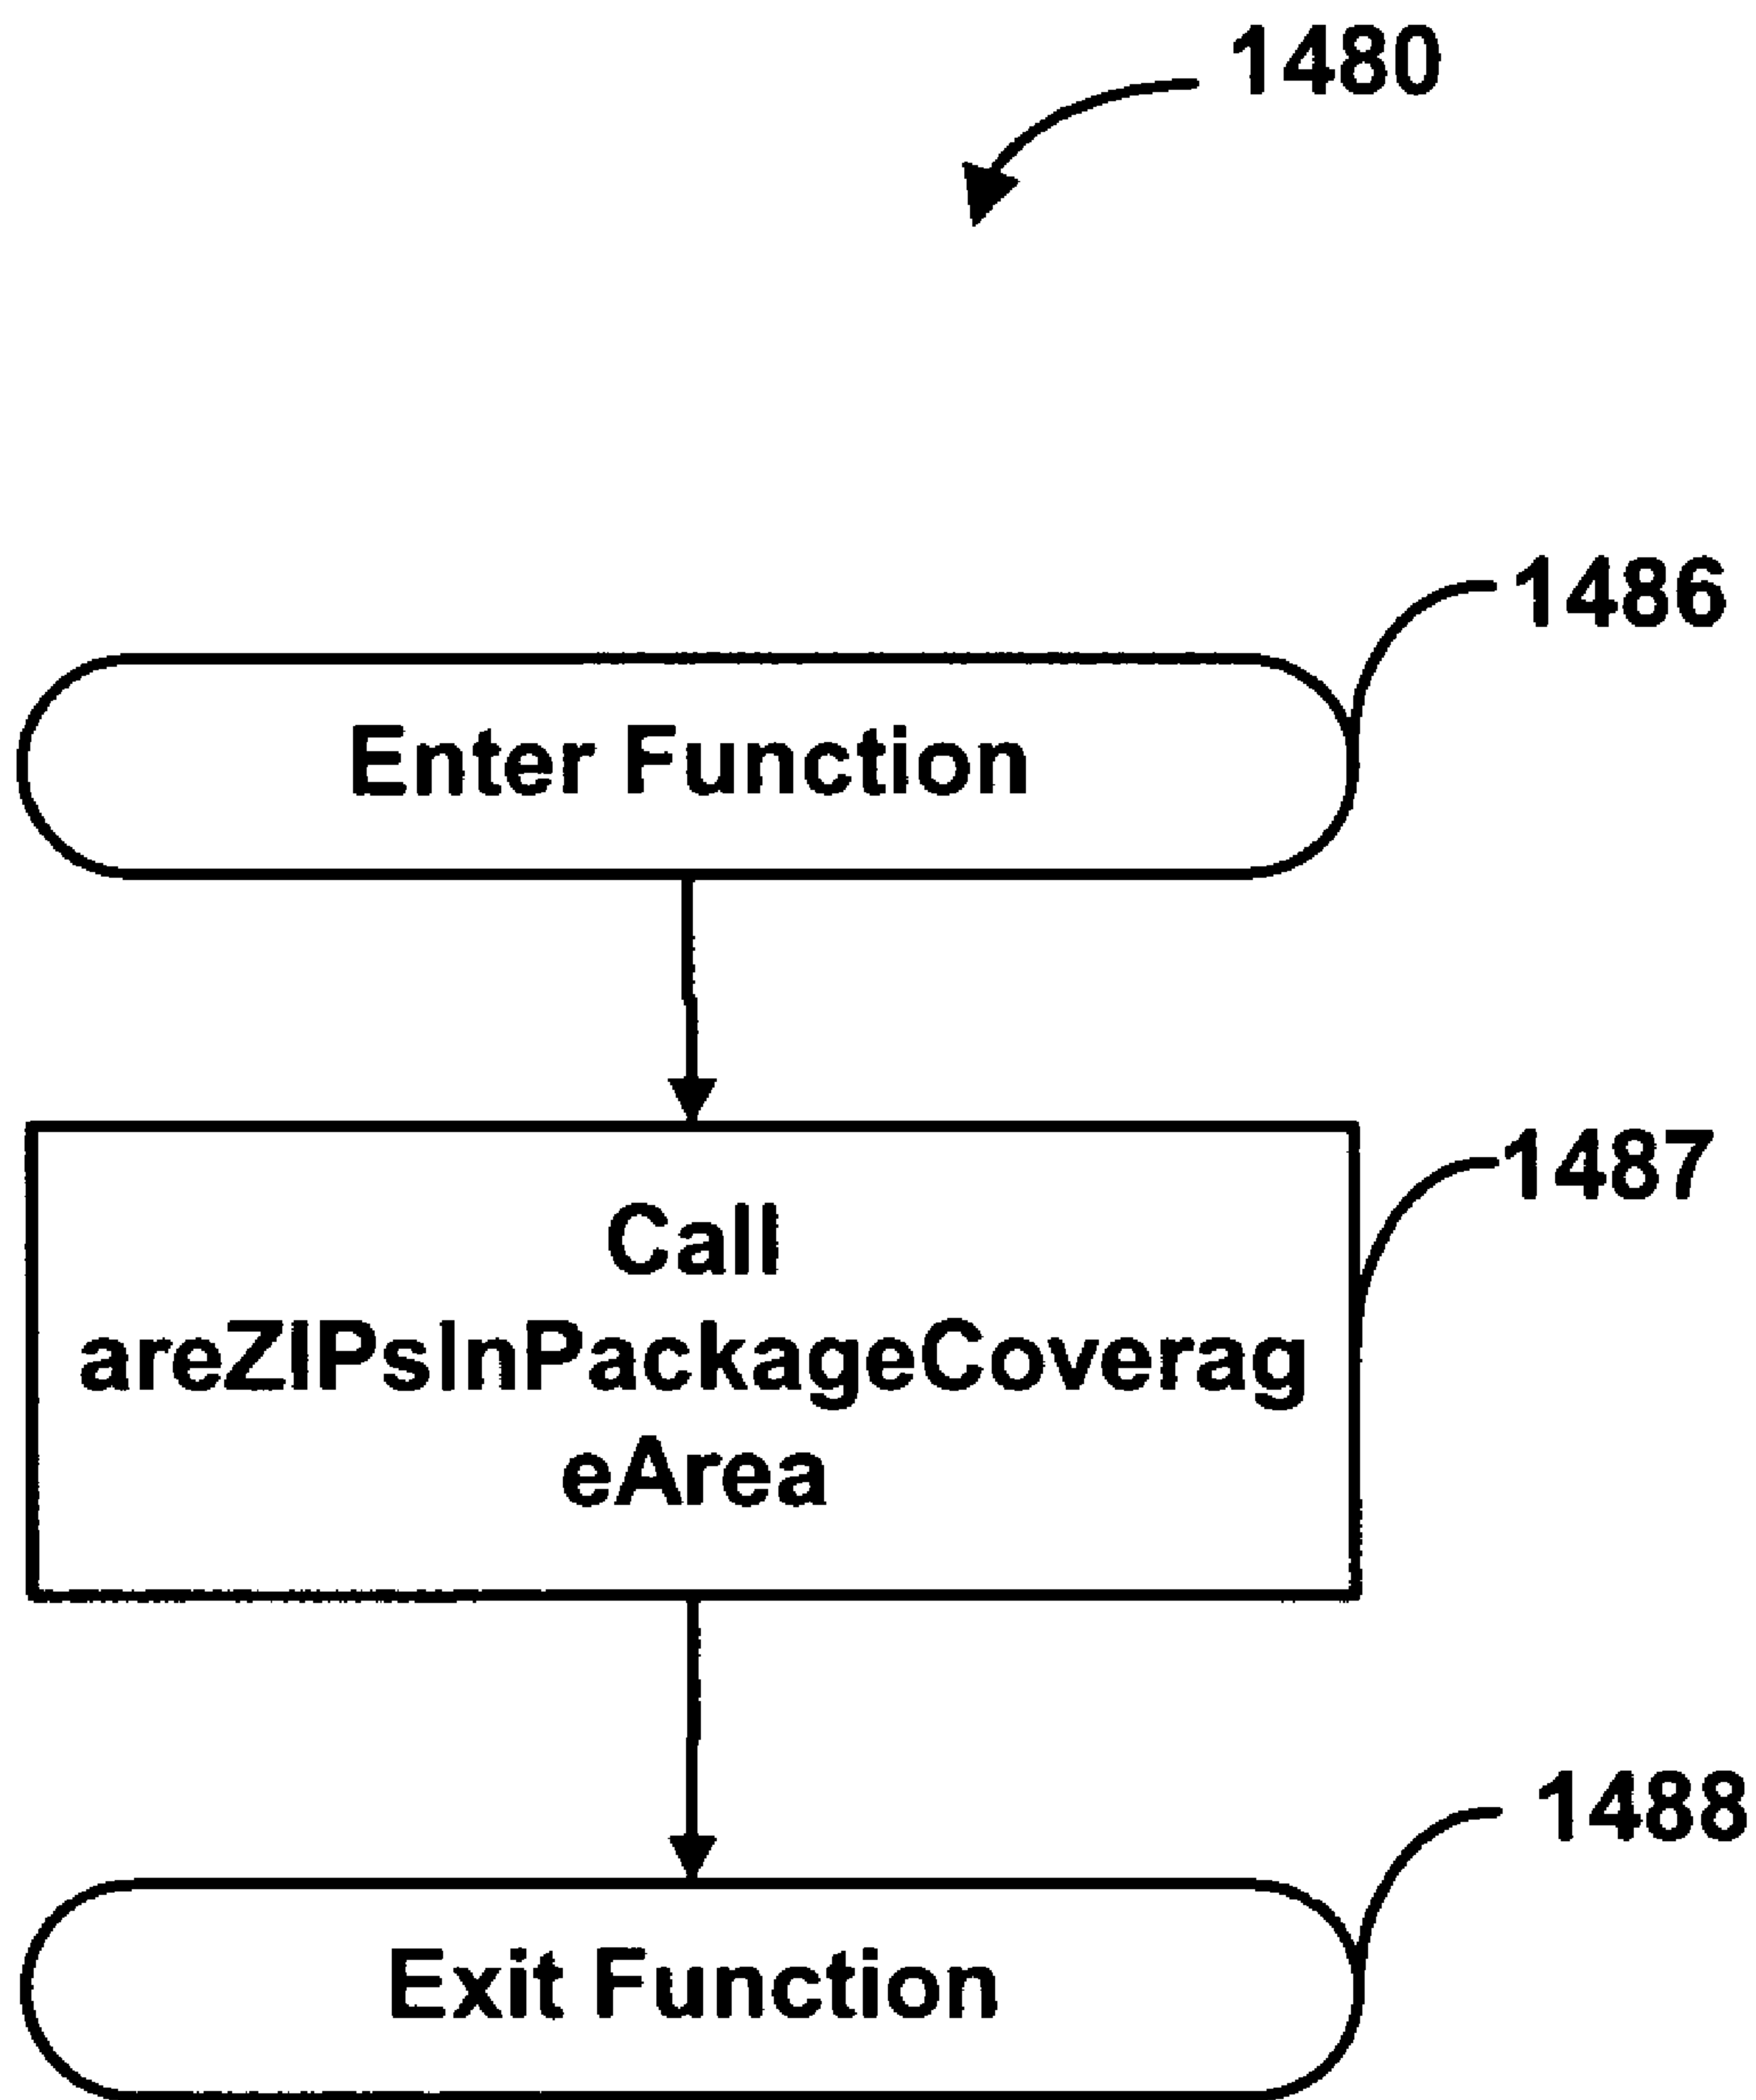 1480
1486
Enter Function
1487
Call
areZIPsInPackageCoverag
eArea
1488
Exit Function